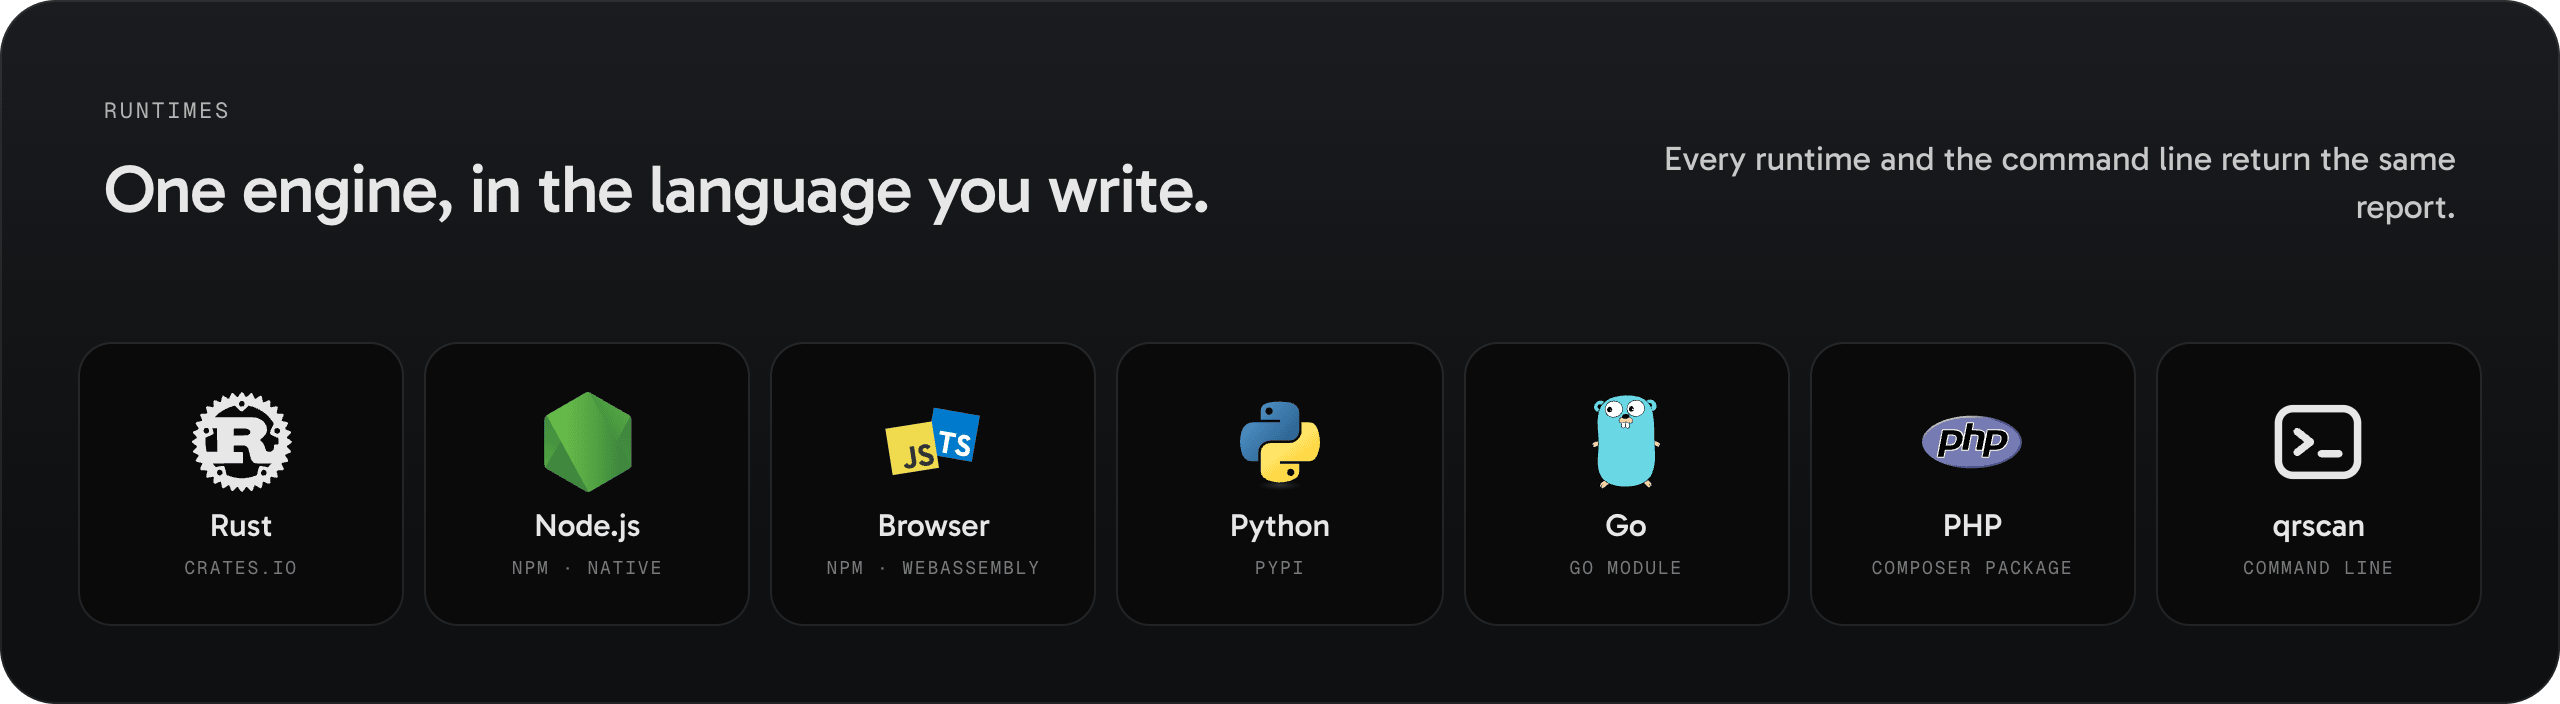 RUNTIMES
One engine, in the language you write.
Every runtime and the command line return the same
report.
JS TS
php
Rust
Node.js
Browser
Python
Go
PHP
qrscan
CRATES.IO
NPM · NATIVE
NPM · WEBASSEMBLY
PYPI
GO MODULE
COMPOSER PACKAGE
COMMAND LINE